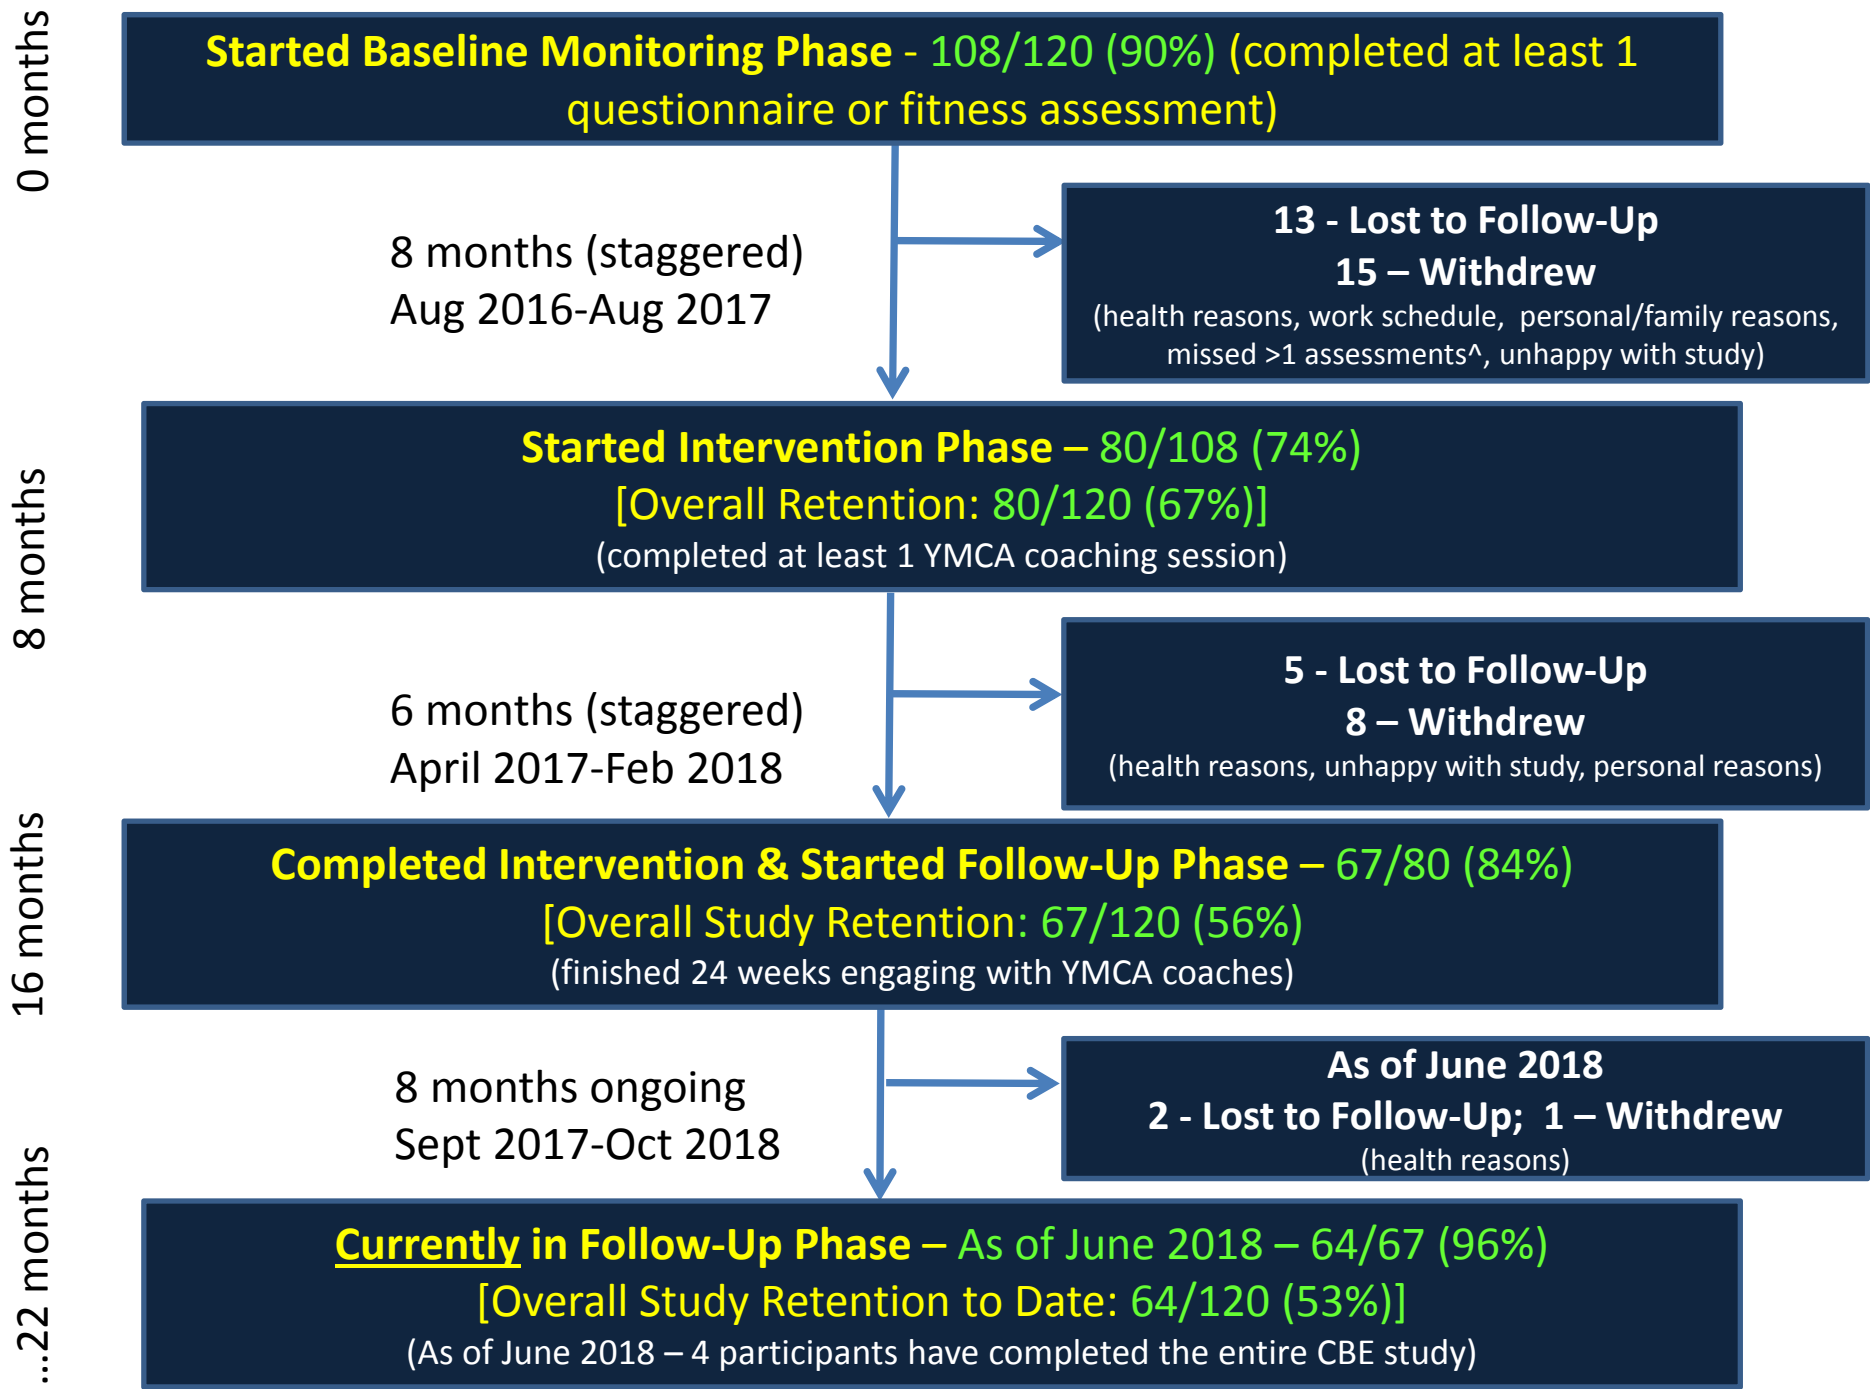 0 months
Started Baseline Monitoring Phase - 108/120 (90%) (completed at least 1
questionnaire or fitness assessment)
8 months (staggered)
Aug 2016-Aug 2017
13 - Lost to Follow-Up
15 – Withdrew
(health reasons, work schedule, personal/family reasons,
missed >1 assessments^, unhappy with study)
8 months
Started Intervention Phase – 80/108 (74%)
[Overall Retention: 80/120 (67%)]
(completed at least 1 YMCA coaching session)
6 months (staggered)
April 2017-Feb 2018
5 - Lost to Follow-Up
8 – Withdrew
(health reasons, unhappy with study, personal reasons)
16 months
Completed Intervention & Started Follow-Up Phase – 67/80 (84%)
[Overall Study Retention: 67/120 (56%)
(finished 24 weeks engaging with YMCA coaches)
8 months ongoing
Sept 2017-Oct 2018
As of June 2018
2 - Lost to Follow-Up; 1 – Withdrew
(health reasons)
...22 months
Currently in Follow-Up Phase – As of June 2018 – 64/67 (96%)
[Overall Study Retention to Date: 64/120 (53%)]
(As of June 2018 – 4 participants have completed the entire CBE study)